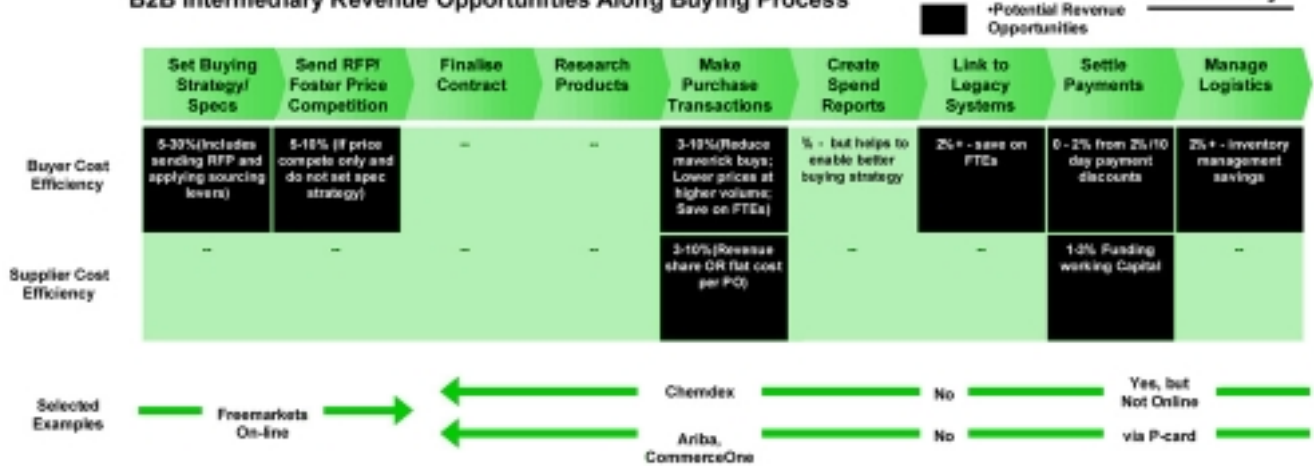 B2B Intermediary Revenue Opportunities Along Buying Process
•Potential Revenue
Opportunities
Set Buying
Strategy/
Specs
Send RFP/
Foster Price
Competition
Finalise
Contract
Research
Products
Make
Purchase
Transactions
Create
Spend
Reports
Link to
Legacy
Systems
Settle
Payments
Manage
Logistics
Buyer Cost
Efficiency
5-30%(Includes
sending RFP and
applying sourcing
levers)
5-10% (if price
compete only and
do not set spec
strategy)
--
--
3-10%(Reduce
maverick buys;
Lower prices at
higher volume;
Save on FTEs)
% - but helps to
enable better
buying strategy
2%+ - save on
FTEs
0 - 2% from 2%/10
day payment
discounts
2%+ - inventory
management
savings
Supplier Cost
Efficiency
--
--
--
--
3-10%(Revenue
share OR flat cost
per PO)
--
--
1-3% Funding
working Capital
--
Selected
Examples
Freemarkets
On-line
Chemdex
No
Yes, but
Not Online
Ariba,
CommerceOne
No
via P-card